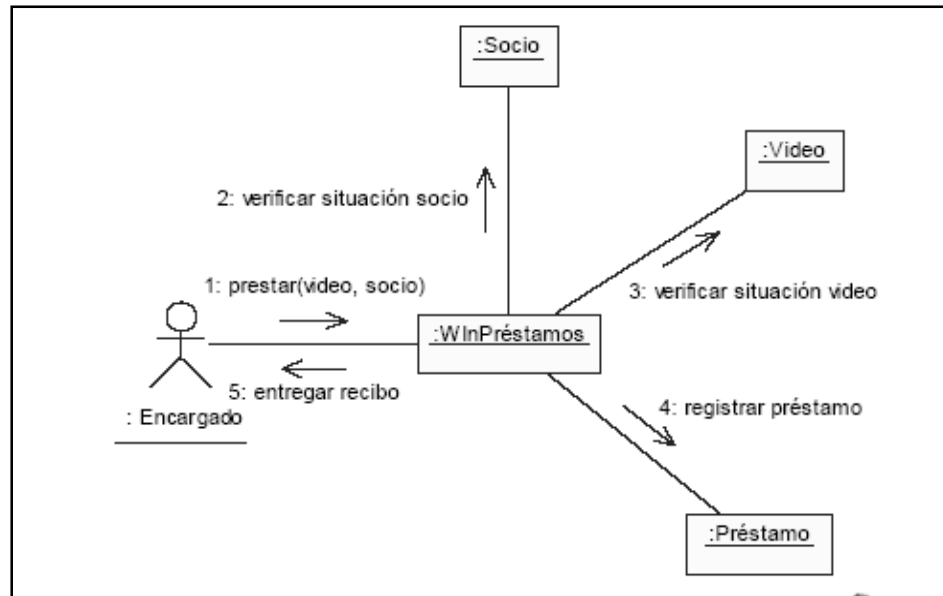 :Socio
:Video
2: verificar situación socio
1: prestar(video, socio)
3: verificar situación video
:WInPréstamos
5: entregar recibo
4: registrar préstamo
: Encargado
:Préstamo